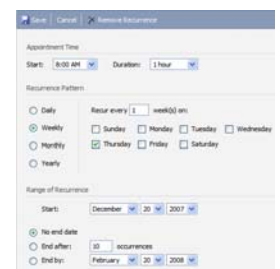 Save Cancel Remove Recurrence
Appointment Time
Start: 8:00 AM Duration: 1 hour
Recurrence Pattern
Daily Recur every 1 week(s) on:
Weekly Sunday Monday Tuesday Wednesday
Monthly Thursday Friday Saturday
Yearly
Range of Recurrence
Start: December 20 2007
No end date
End after: 10 occurrences
End by: February 20 2008